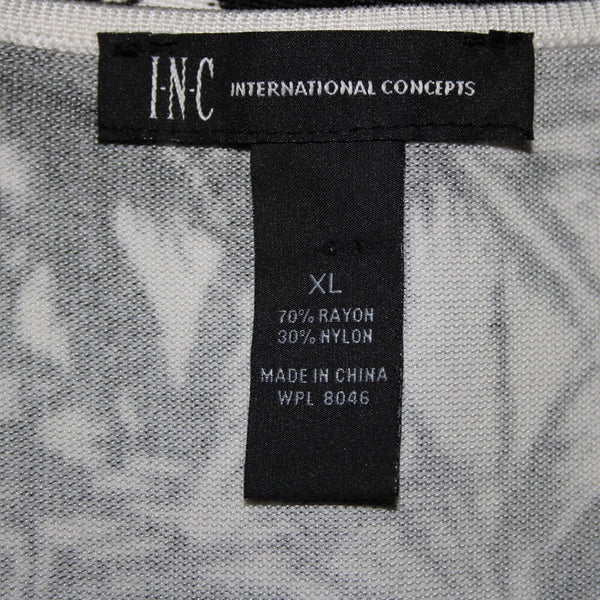 I·N·C INTERNATIONAL CONCEPTS
XL
70% RAYON
30% NYLON
MADE IN CHINA
WPL 8046